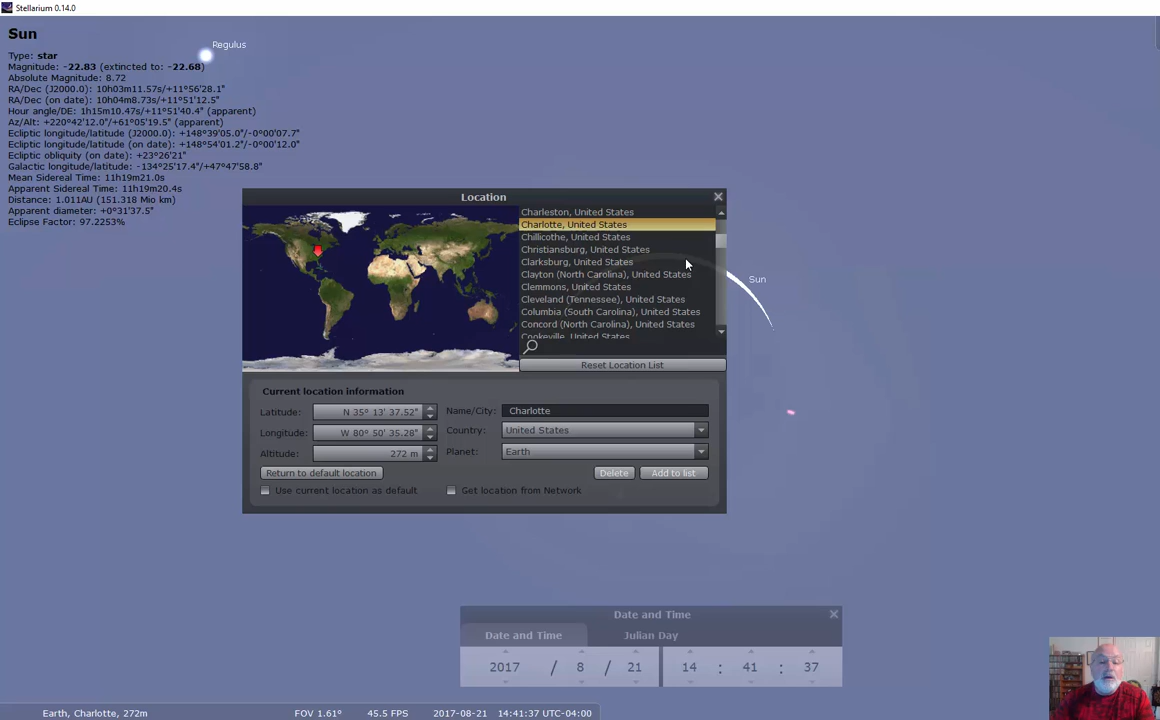 Stellarium 0.14.0
Sun
Regulus
Type: star
Magnitude: -22.83 (extincted to: -22.68)
Absolute Magnitude: 8.72
RA/Dec (J2000.0): 10h03m11.57s/+11°56'28.1"
RA/Dec (on date): 10h04m8.73s/+11°51'12.5"
Hour angle/DE: 1h15m10.47s/+11°51'40.4" (apparent)
Az/Alt: +220°42'12.0"/+61°05'19.5" (apparent)
Ecliptic longitude/latitude (J2000.0): +148°39'05.0"/-0°00'07.7"
Ecliptic longitude/latitude (on date): +148°54'01.2"/-0°00'12.0"
Ecliptic obliquity (on date): +23°26'21"
Galactic longitude/latitude: -134°25'17.4"/+47°47'58.8"
Mean Sidereal Time: 11h19m21.0s
Apparent Sidereal Time: 11h19m20.4s
Distance: 1.011AU (151.318 Mio km)
Apparent diameter: +0°31'37.5"
Eclipse Factor: 97.2253%
Location
Charleston, United States
Charlotte, United States
Chillicothe, United States
Christiansburg, United States
Clarksburg, United States
Clayton (North Carolina), United States
Clemmons, United States
Cleveland (Tennessee), United States
Columbia (South Carolina), United States
Concord (North Carolina), United States
Cookeville, United States
Reset Location List
Sun
Current location information
Latitude: N 35° 13' 37.52"
Name/City: Charlotte
Longitude: W 80° 50' 35.28"
Country: United States
Altitude: 272 m
Planet: Earth
Return to default location
Delete
Add to list
Use current location as default
Get location from Network
Date and Time
Date and Time
Julian Day
2017 / 8 / 21 14 : 41 : 37
Earth, Charlotte, 272m
FOV 1.61°
45.5 FPS
2017-08-21 14:41:37 UTC-04:00